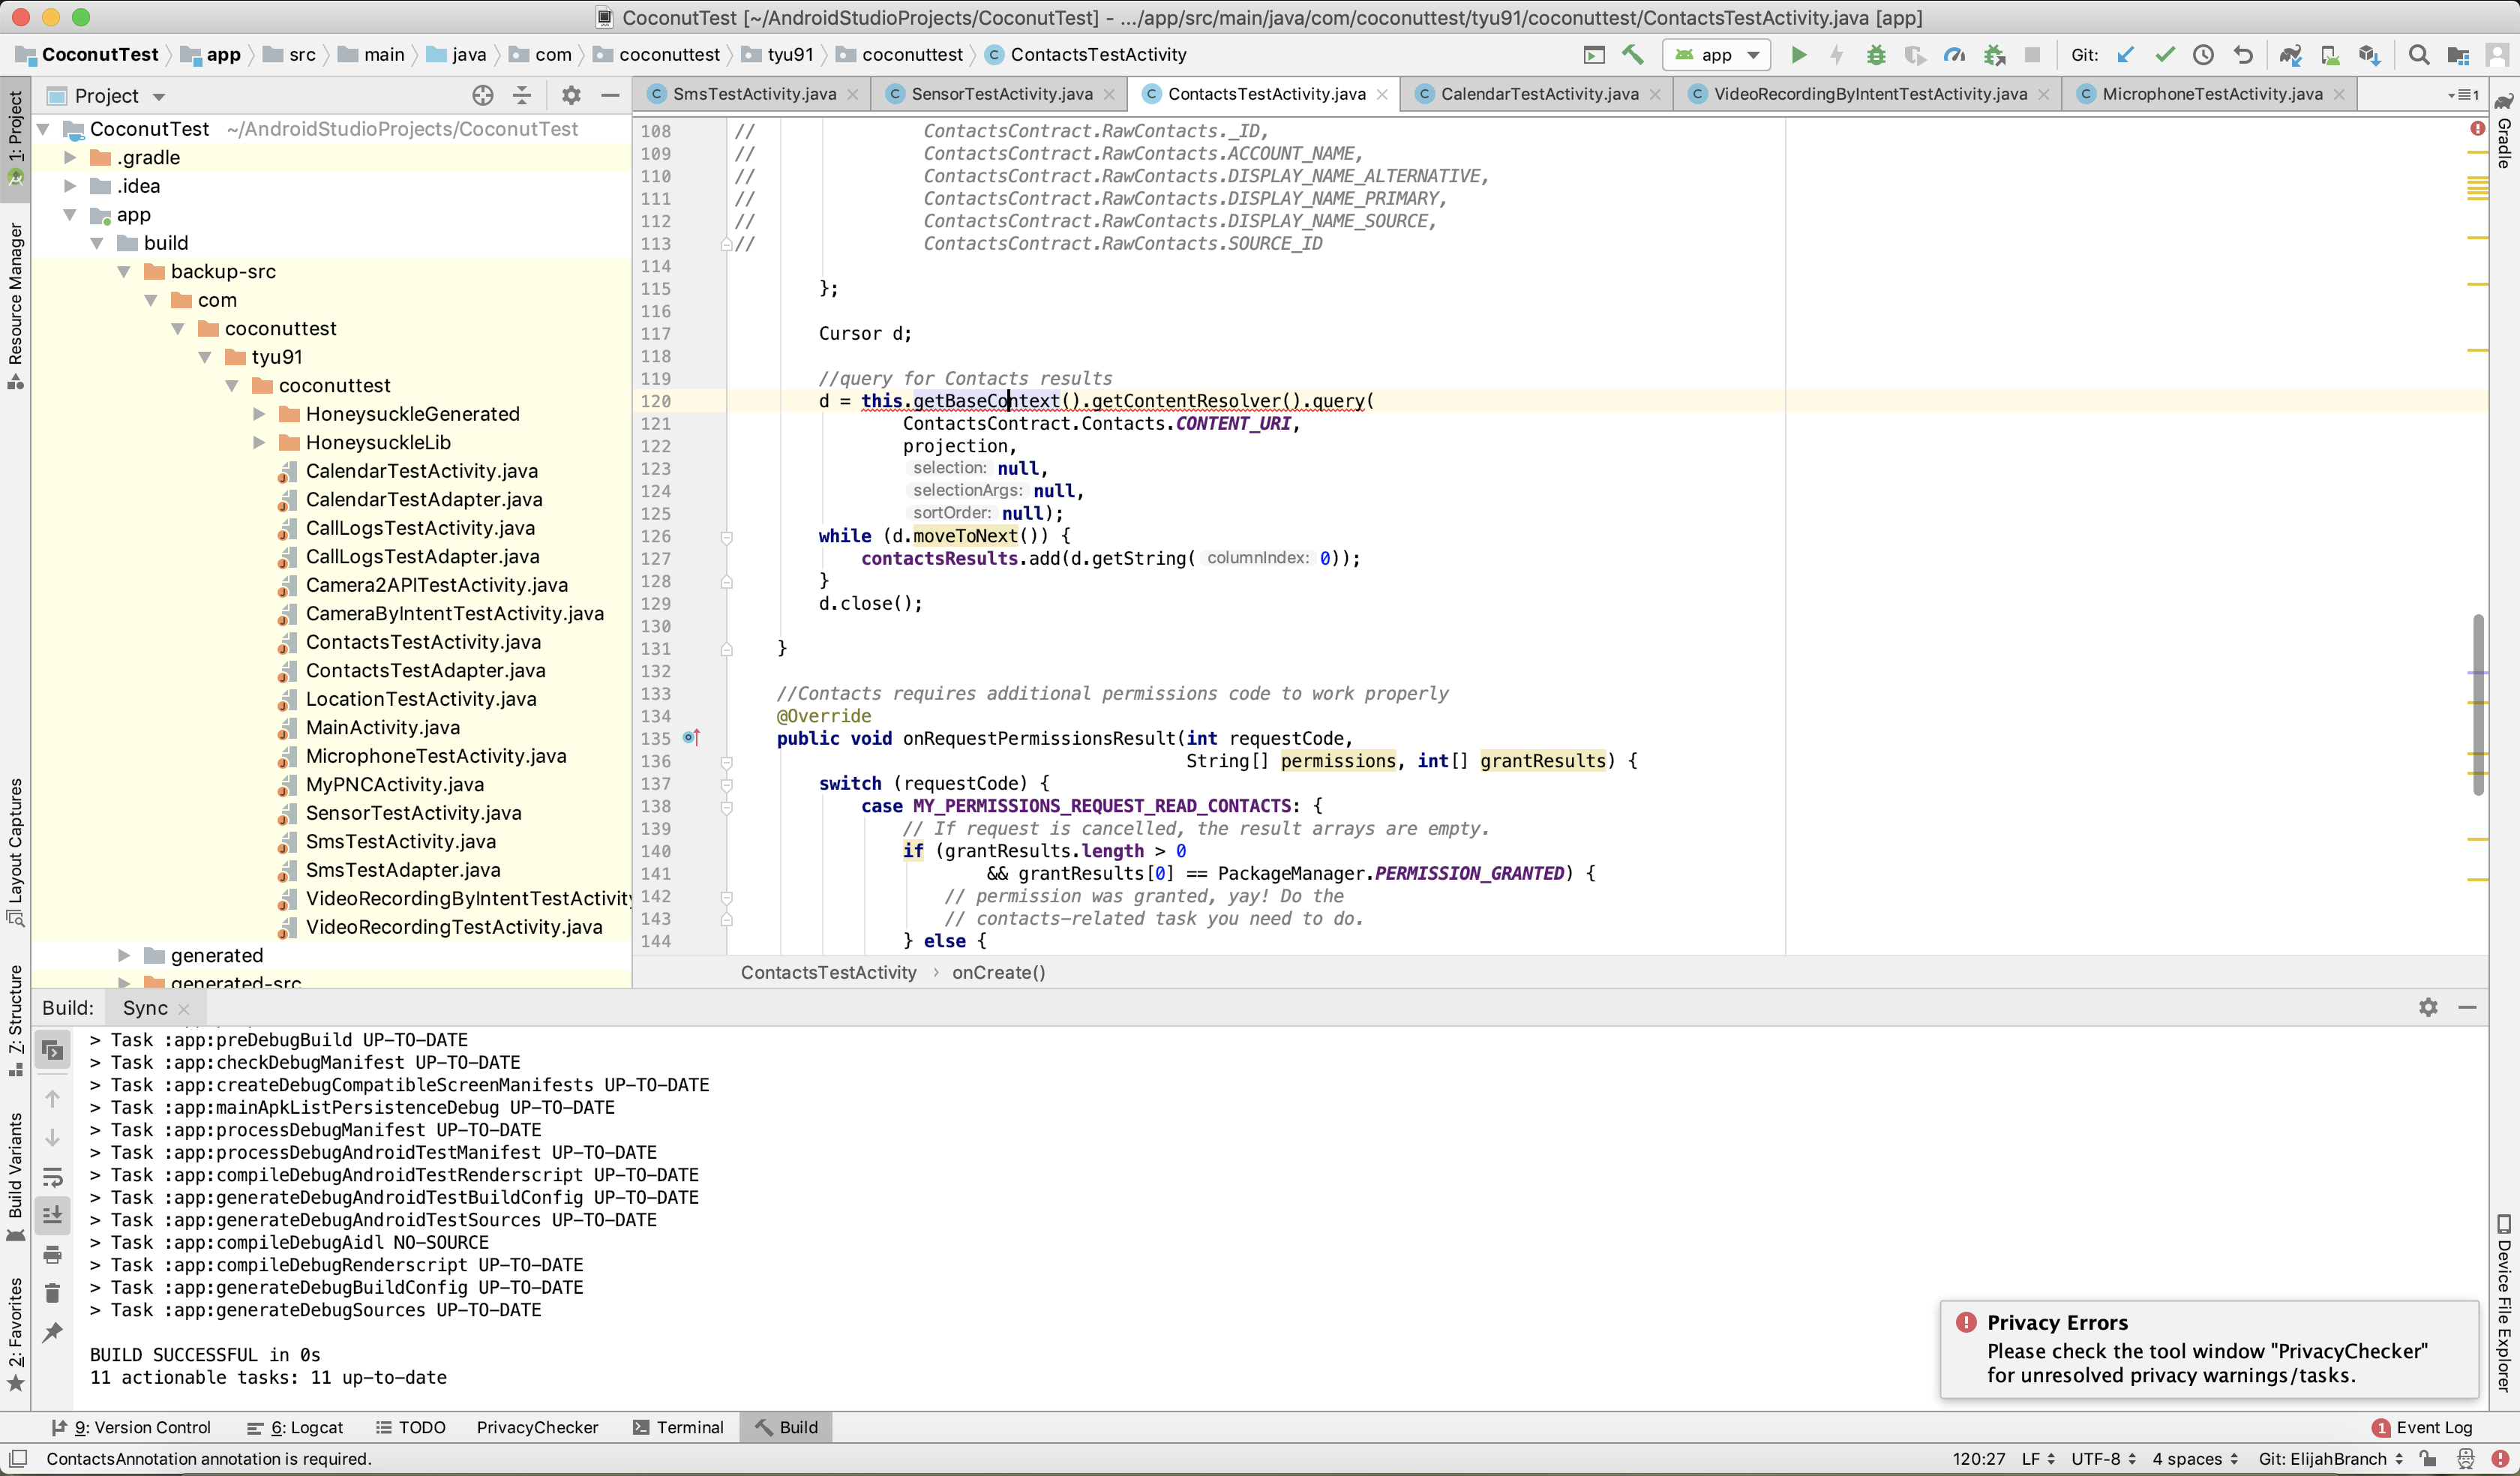 CoconutTest [~/AndroidStudioProjects/CoconutTest] - .../app/src/main/java/com/coconuttest/tyu91/coconuttest/ContactsTestActivity.java [app]
CoconutTest app src main java com coconuttest tyu91 coconuttest ContactsTestActivity
app
Git:
1: Project
Resource Manager
Layout Captures
7: Structure
Build Variants
2: Favorites
Project
CoconutTest ~/AndroidStudioProjects/CoconutTest
.gradle
.idea
app
build
backup-src
com
coconuttest
tyu91
coconuttest
HoneysuckleGenerated
HoneysuckleLib
CalendarTestActivity.java
CalendarTestAdapter.java
CallLogsTestActivity.java
CallLogsTestAdapter.java
Camera2APITestActivity.java
CameraByIntentTestActivity.java
ContactsTestActivity.java
ContactsTestAdapter.java
LocationTestActivity.java
MainActivity.java
MicrophoneTestActivity.java
MyPNCActivity.java
SensorTestActivity.java
SmsTestActivity.java
SmsTestAdapter.java
VideoRecordingByIntentTestActivity
VideoRecordingTestActivity.java
generated
generated-src
SmsTestActivity.java SensorTestActivity.java ContactsTestActivity.java CalendarTestActivity.java VideoRecordingByIntentTestActivity.java MicrophoneTestActivity.java 1
108 // ContactsContract.RawContacts._ID,
109 // ContactsContract.RawContacts.ACCOUNT_NAME,
110 // ContactsContract.RawContacts.DISPLAY_NAME_ALTERNATIVE,
111 // ContactsContract.RawContacts.DISPLAY_NAME_PRIMARY,
112 // ContactsContract.RawContacts.DISPLAY_NAME_SOURCE,
113 // ContactsContract.RawContacts.SOURCE_ID
114
115 };
116
117 Cursor d;
118
119 //query for Contacts results
120 d = this.getBaseContext().getContentResolver().query(
121 ContactsContract.Contacts.CONTENT_URI,
122 projection,
123 selection: null,
124 selectionArgs: null,
125 sortOrder: null);
126 while (d.moveToNext()) {
127 contactsResults.add(d.getString( columnIndex: 0));
128 }
129 d.close();
130
131 }
132
133 //Contacts requires additional permissions code to work properly
134 @Override
135 public void onRequestPermissionsResult(int requestCode,
136 String[] permissions, int[] grantResults) {
137 switch (requestCode) {
138 case MY_PERMISSIONS_REQUEST_READ_CONTACTS: {
139 // If request is cancelled, the result arrays are empty.
140 if (grantResults.length > 0
141 && grantResults[0] == PackageManager.PERMISSION_GRANTED) {
142 // permission was granted, yay! Do the
143 // contacts-related task you need to do.
144 } else {
ContactsTestActivity › onCreate()
Gradle
Device File Explorer
Build: Sync
> Task :app:preDebugBuild UP-TO-DATE
> Task :app:checkDebugManifest UP-TO-DATE
> Task :app:createDebugCompatibleScreenManifests UP-TO-DATE
> Task :app:mainApkListPersistenceDebug UP-TO-DATE
> Task :app:processDebugManifest UP-TO-DATE
> Task :app:processDebugAndroidTestManifest UP-TO-DATE
> Task :app:compileDebugAndroidTestRenderscript UP-TO-DATE
> Task :app:generateDebugAndroidTestBuildConfig UP-TO-DATE
> Task :app:generateDebugAndroidTestSources UP-TO-DATE
> Task :app:compileDebugAidl NO-SOURCE
> Task :app:compileDebugRenderscript UP-TO-DATE
> Task :app:generateDebugBuildConfig UP-TO-DATE
> Task :app:generateDebugSources UP-TO-DATE
BUILD SUCCESSFUL in 0s
11 actionable tasks: 11 up-to-date
Privacy Errors
Please check the tool window "PrivacyChecker"
for unresolved privacy warnings/tasks.
9: Version Control 6: Logcat TODO PrivacyChecker Terminal Build 1 Event Log
ContactsAnnotation annotation is required. 120:27 LF UTF-8 4 spaces Git: ElijahBranch